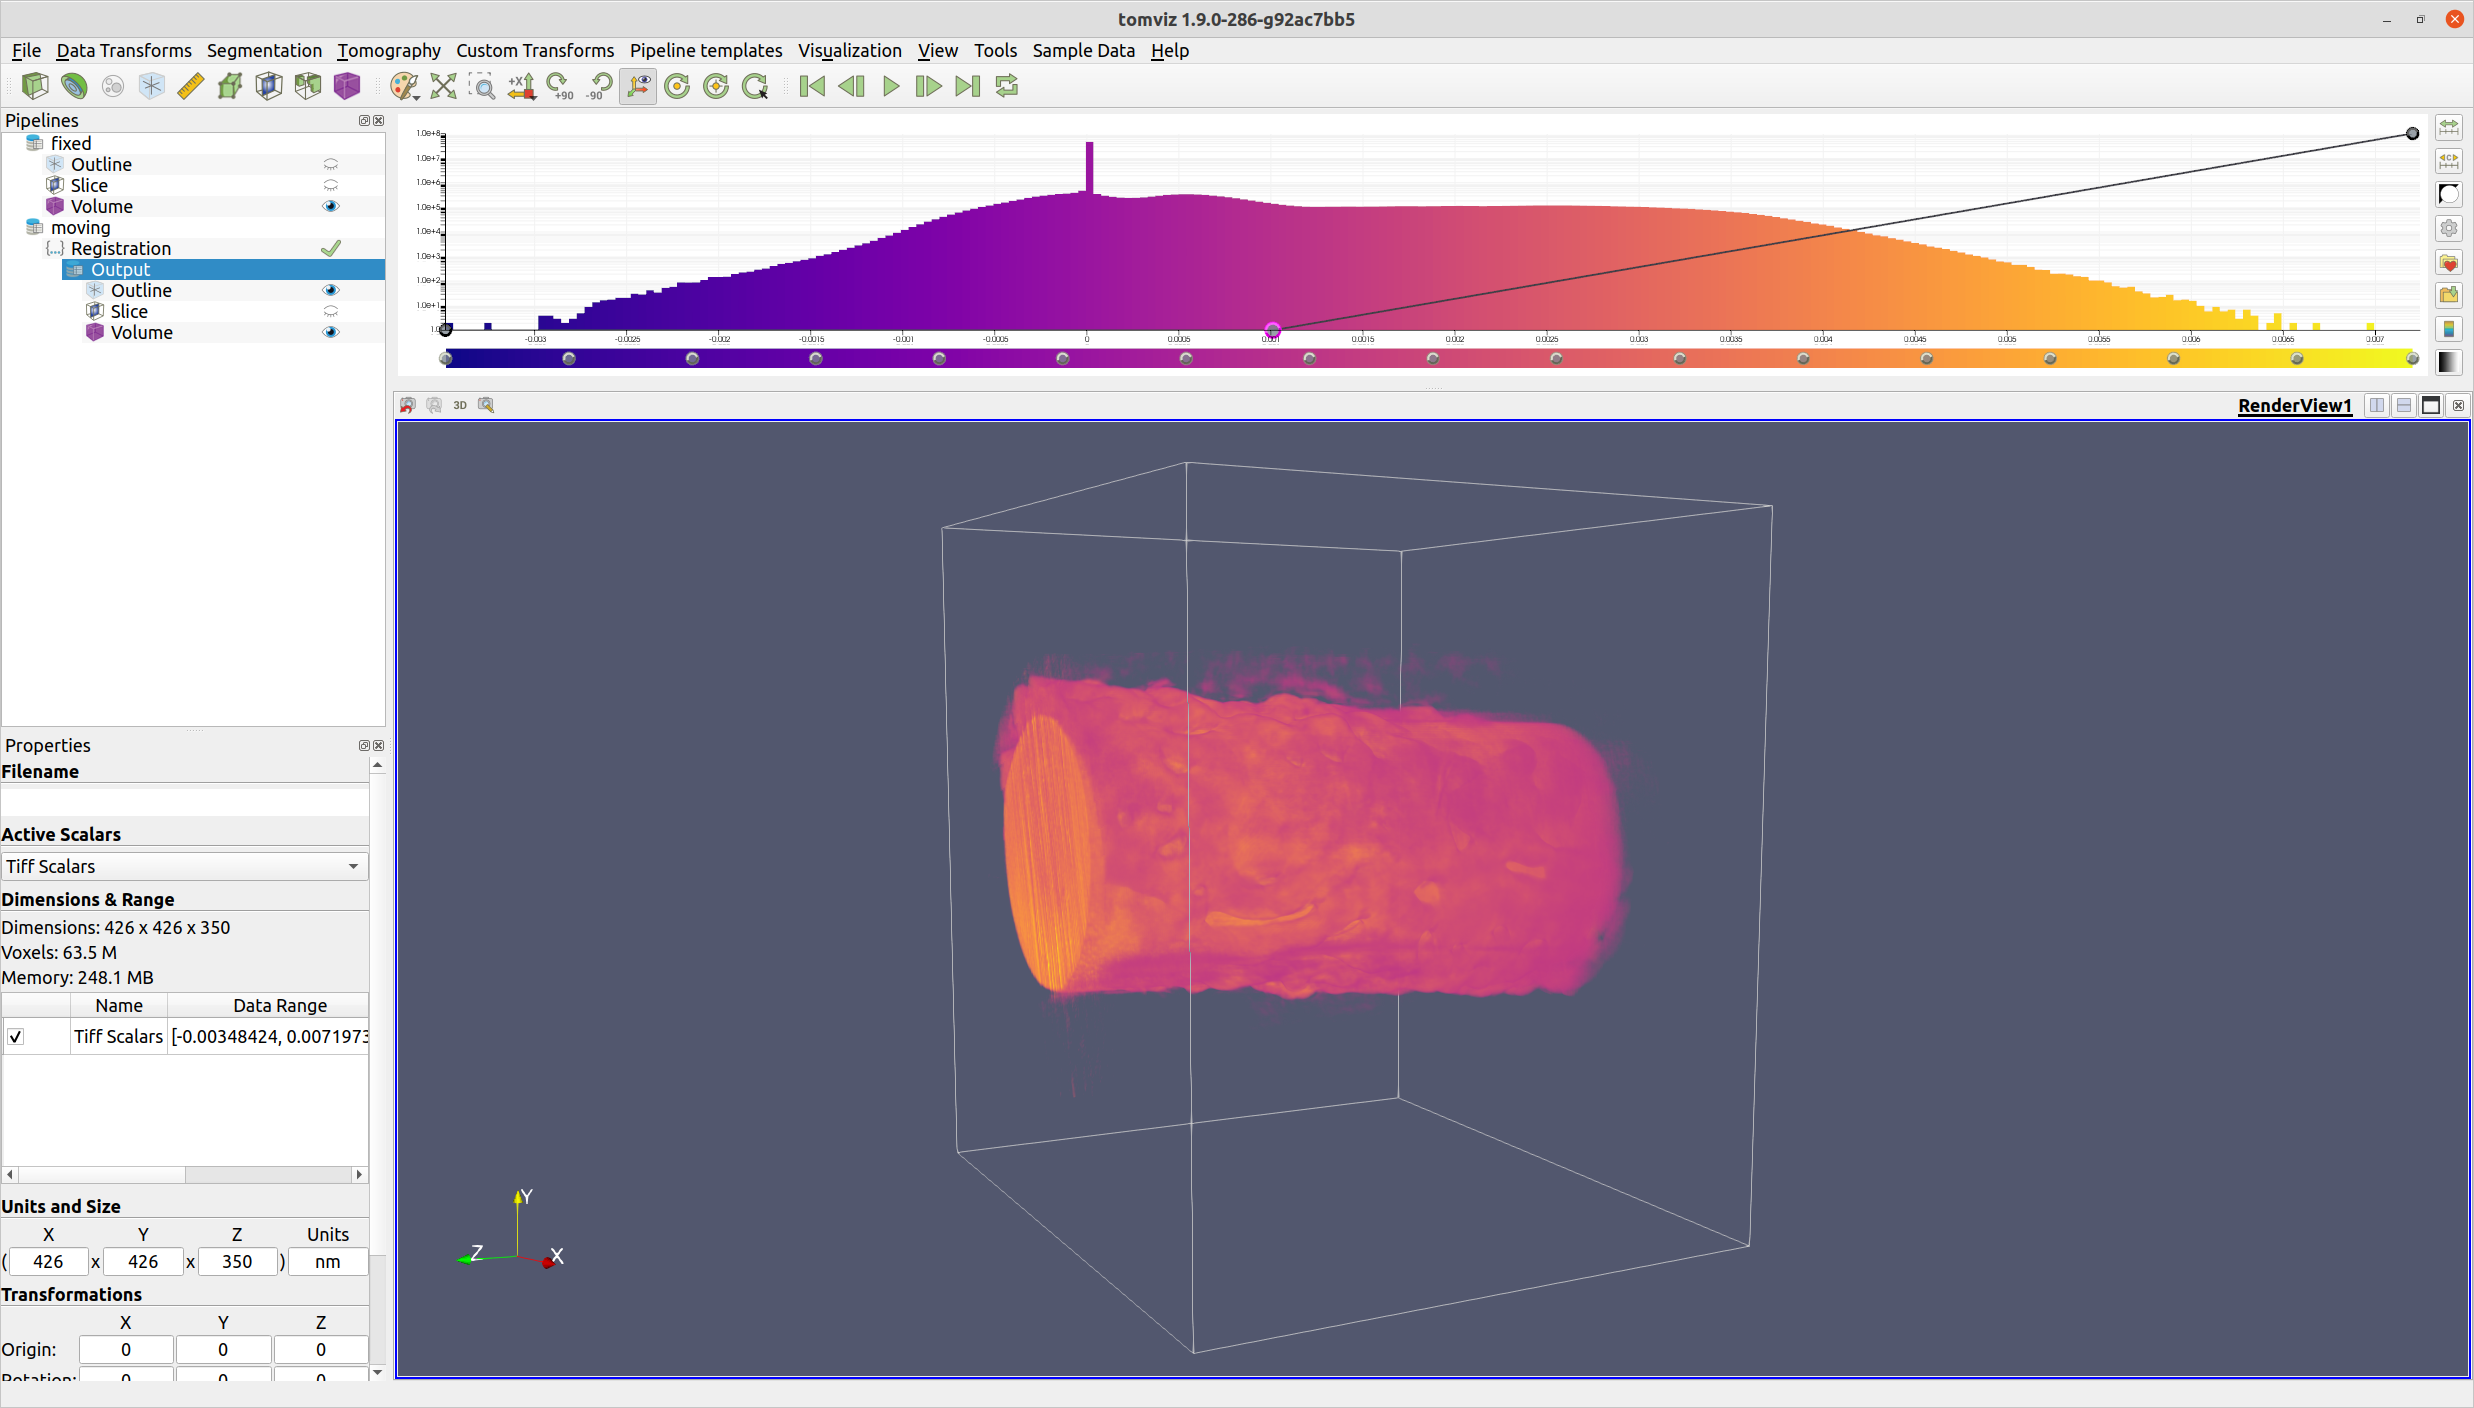 tomviz 1.9.0-286-g92ac7bb5
File Data Transforms Segmentation Tomography Custom Transforms Pipeline templates Visualization View Tools Sample Data Help
+X +90 -90
Pipelines
fixed
Outline
Slice
Volume
moving
{...} Registration
Output
Outline
Slice
Volume
1.0e+8
1.0e+7
1.0e+6
1.0e+5
1.0e+4
1.0e+3
1.0e+2
1.0e+1
1.0
-0.003 -0.0025 -0.002 -0.0015 -0.001 -0.0005 0 0.0005 0.001 0.0015 0.002 0.0025 0.003 0.0035 0.004 0.0045 0.005 0.0055 0.006 0.0065 0.007
3D
RenderView1
Properties
Filename
Active Scalars
Tiff Scalars
Dimensions & Range
Dimensions: 426 x 426 x 350
Voxels: 63.5 M
Memory: 248.1 MB
Name Data Range
Tiff Scalars [-0.00348424, 0.0071973
Units and Size
X Y Z Units
( 426 x 426 x 350 ) nm
Transformations
X Y Z
Origin: 0 0 0
Rotation: 0 0 0
Y
Z X